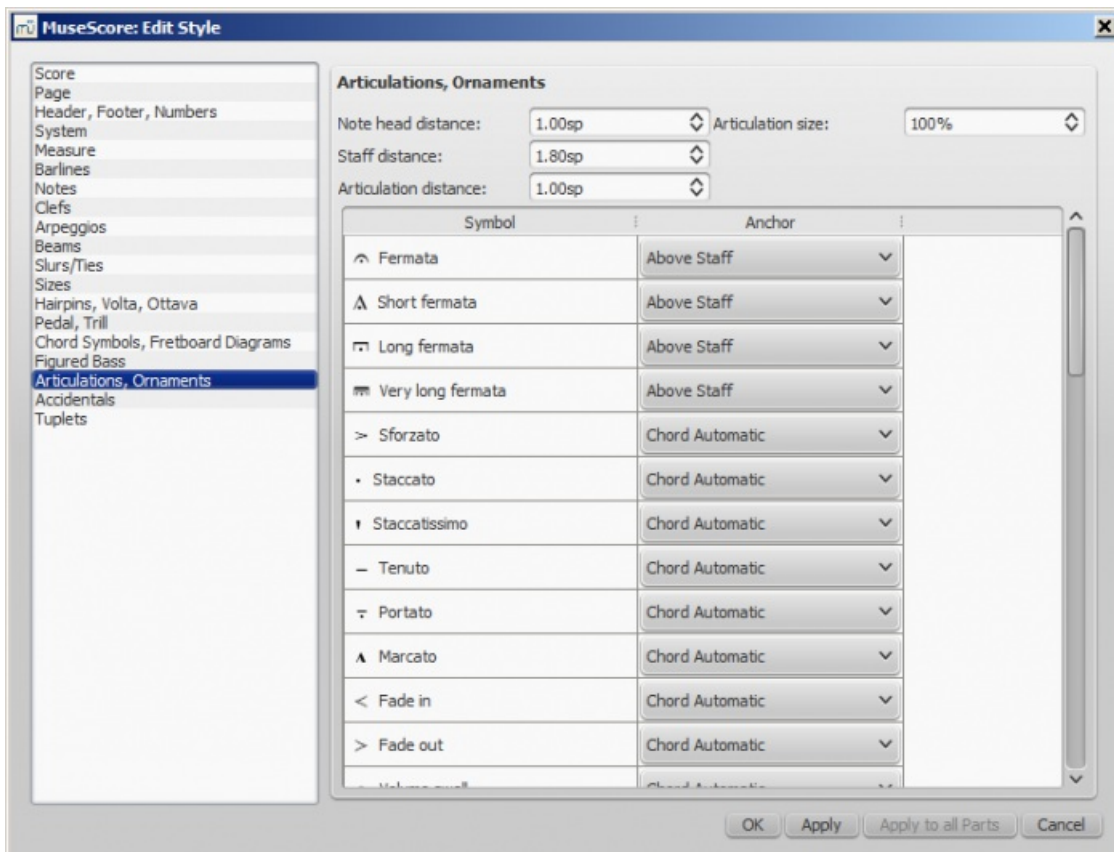 MuseScore: Edit Style
Score
Page
Header, Footer, Numbers
System
Measure
Barlines
Notes
Clefs
Arpeggios
Beams
Slurs/Ties
Sizes
Hairpins, Volta, Ottava
Pedal, Trill
Chord Symbols, Fretboard Diagrams
Figured Bass
Articulations, Ornaments
Accidentals
Tuplets
Articulations, Ornaments
Note head distance: 1.00sp Articulation size: 100%
Staff distance: 1.80sp
Articulation distance: 1.00sp
Symbol Anchor
Fermata Above Staff
Short fermata Above Staff
Long fermata Above Staff
Very long fermata Above Staff
Sforzato Chord Automatic
Staccato Chord Automatic
Staccatissimo Chord Automatic
Tenuto Chord Automatic
Portato Chord Automatic
Marcato Chord Automatic
Fade in Chord Automatic
Fade out Chord Automatic
OK Apply Apply to all Parts Cancel